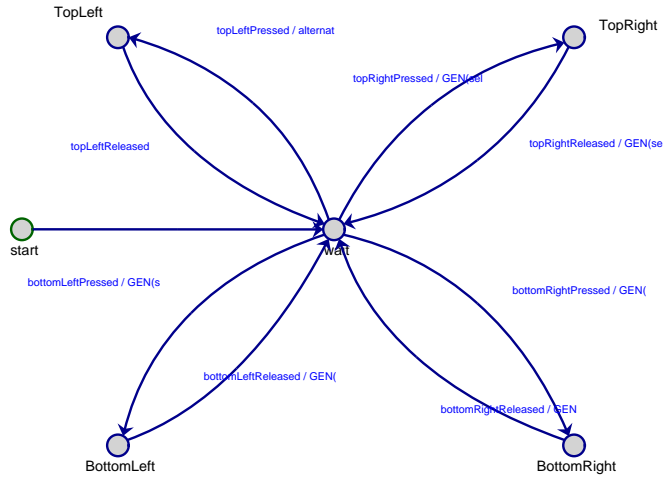 TopLeft
TopRight
topLeftPressed / alternat
topRightPressed / GEN(sel
topLeftReleased
topRightReleased / GEN(se
start
wait
bottomLeftPressed / GEN(s
bottomRightPressed / GEN(
bottomLeftReleased / GEN(
bottomRightReleased / GEN
BottomLeft
BottomRight